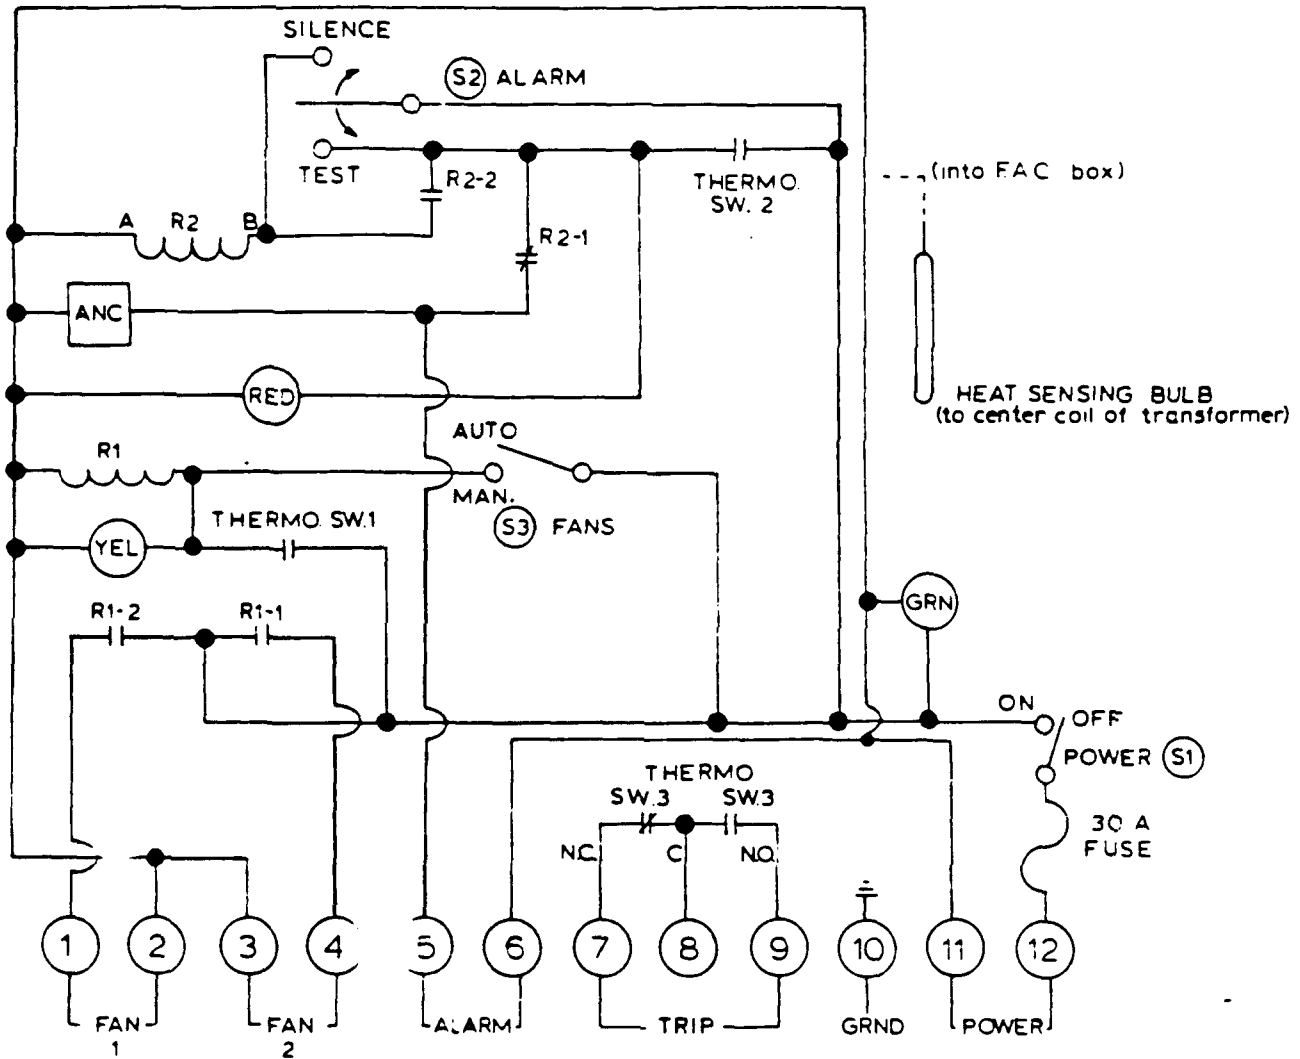 SILENCE
S2 ALARM
TEST
R2-2
THERMO.
SW. 2
(into F.A.C box)
A R2 B
R2-1
ANC
RED
HEAT SENSING BULB
(to center coil of transformer)
AUTO
R1
MAN.
S3 FANS
THERMO. SW.1
YEL
GRN
R1-2 R1-1
ON OFF
POWER S1
THERMO
SW.3 SW.3
30 A
FUSE
N.C. C N.O.
1 2 3 4 5 6 7 8 9 10 11 12
FAN
1
FAN
2
ALARM
TRIP
GRND
POWER